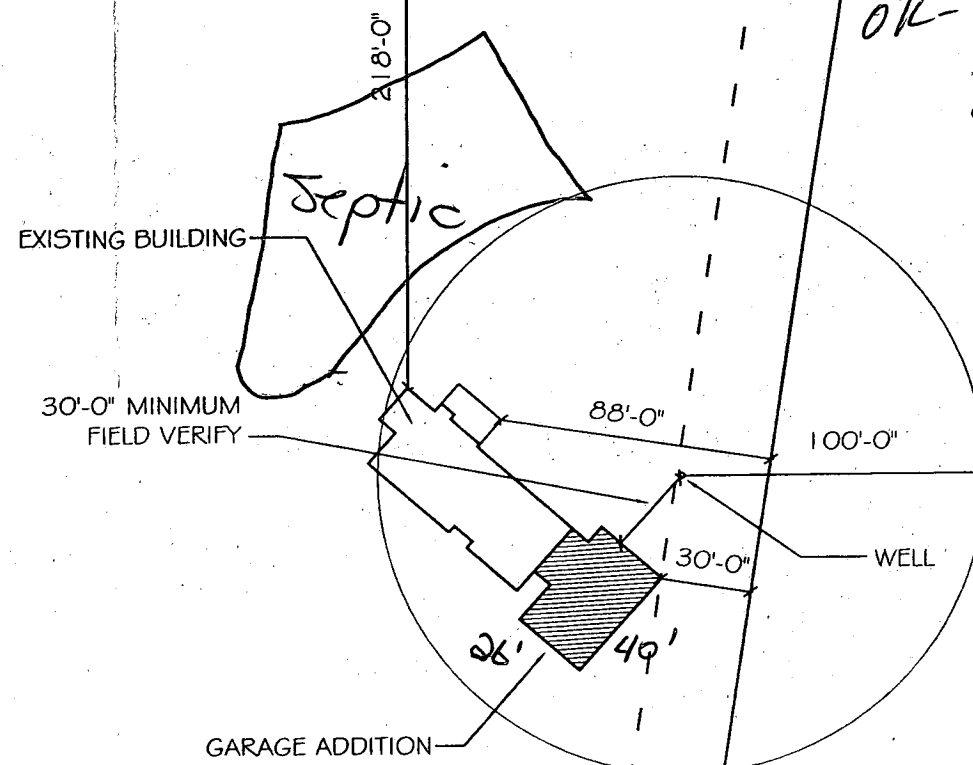 OK-
218'-0"
Septic
EXISTING BUILDING
30'-0" MINIMUM
FIELD VERIFY
88'-0"
100'-0"
30'-0"
WELL
26'
49'
GARAGE ADDITION